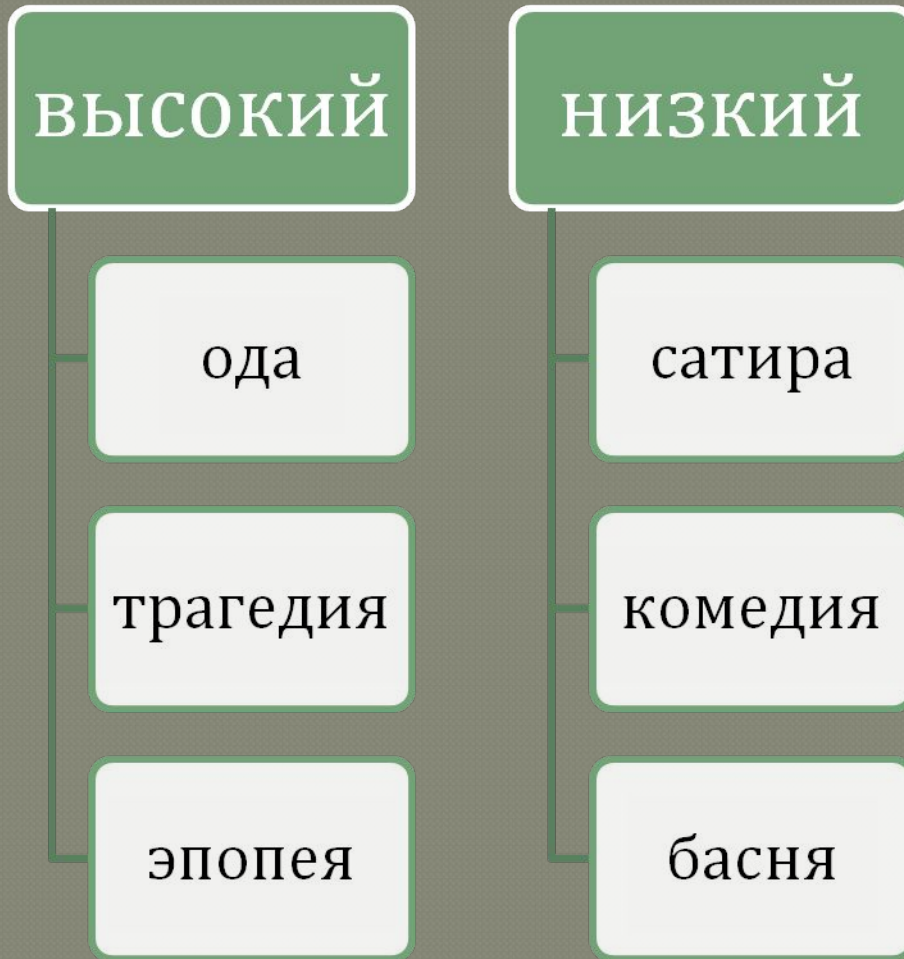 высокий
ода
трагедия
эпопея
низкий
сатира
комедия
басня